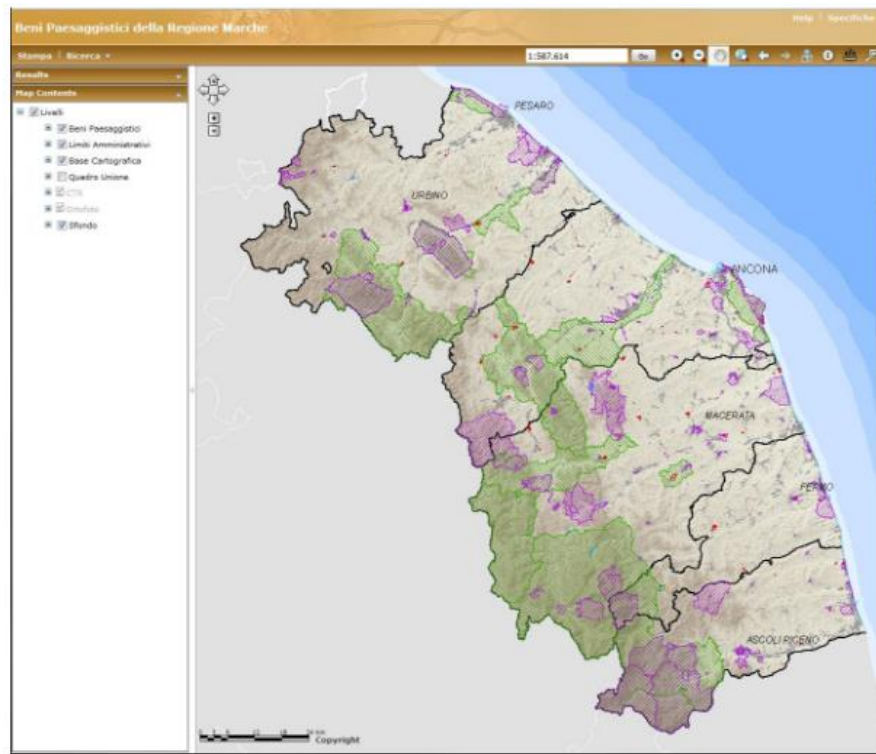 Help | Specifiche
Beni Paesaggistici della Regione Marche
Stampa | Ricerca
1:587.614
Go
Results
Map Contents
Livelli
Beni Paesaggistici
Limiti Amministrativi
Base Cartografica
Quadro Unione
CTR
Ortofoto
Sfondo
PESARO
URBINO
ANCONA
MACERATA
FERMO
ASCOLI PICENO
Copyright